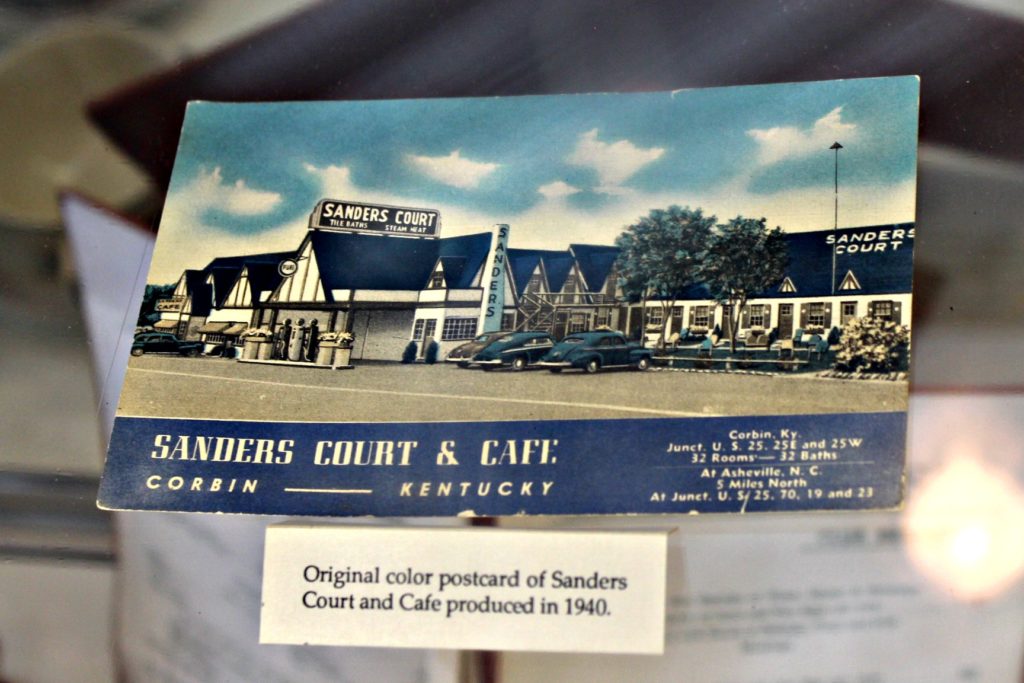 SANDERS COURT
TILE BATHS STEAM HEAT
SANDERS
COURT
SANDERS
PURE
CAFE
SANDERS COURT & CAFE
CORBIN — KENTUCKY
Corbin, Ky.
Junct. U. S. 25, 25E and 25W
32 Rooms — 32 Baths
At Asheville, N. C.
5 Miles North
At Junct. U. S. 25, 70, 19 and 23
Original color postcard of Sanders
Court and Cafe produced in 1940.